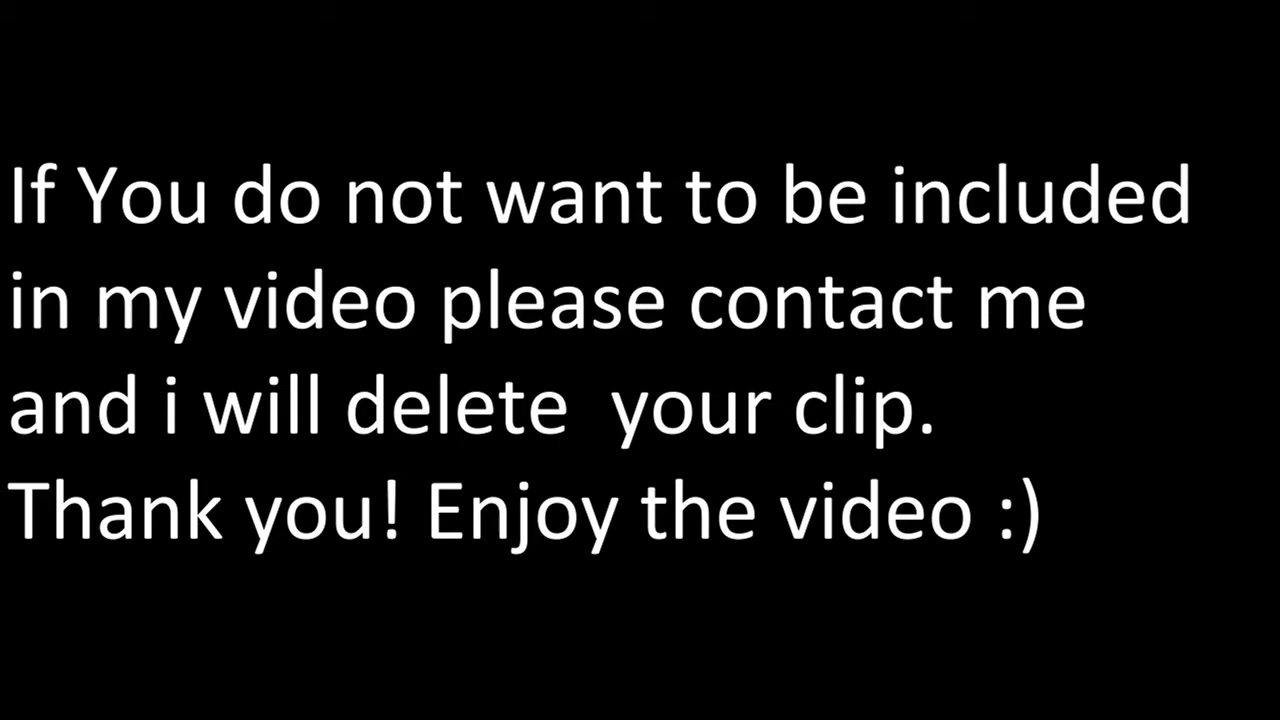 If You do not want to be included
in my video please contact me
and i will delete  your clip.
Thank you! Enjoy the video :)